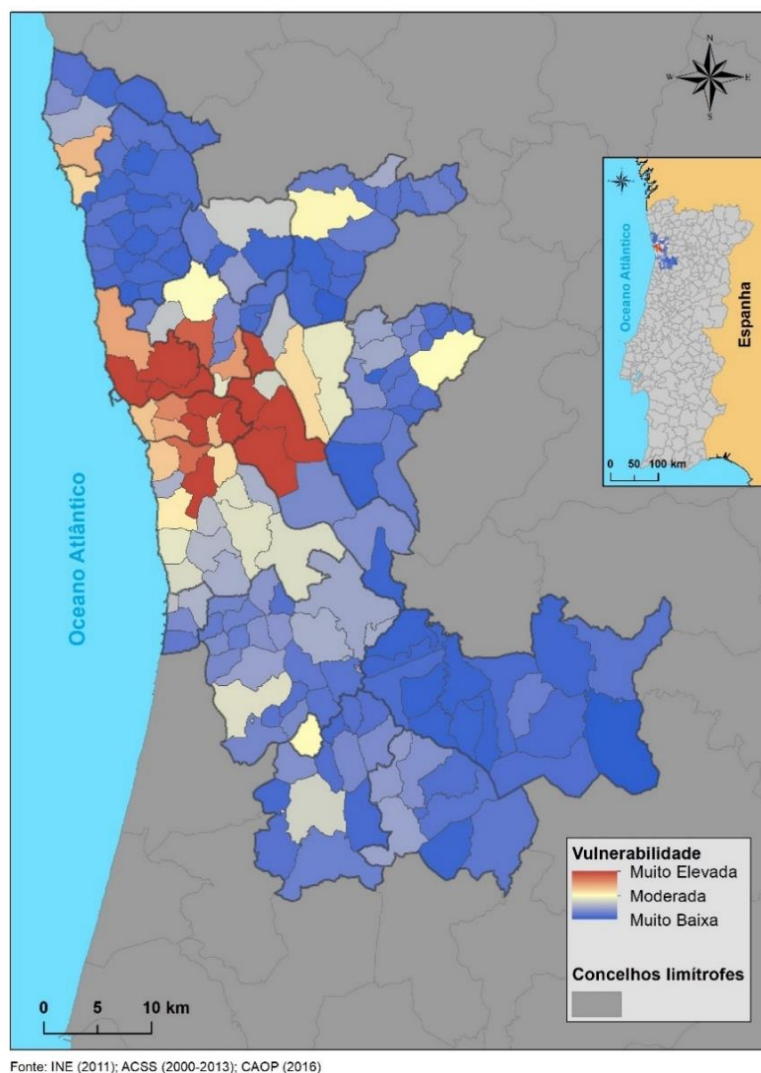 N
W E
S
Oceano Atlântico
Espanha
0 50 100 km
Oceano Atlântico
Vulnerabilidade
Muito Elevada
Moderada
Muito Baixa
Concelhos limítrofes
0 5 10 km
Fonte: INE (2011); ACSS (2000-2013); CAOP (2016)